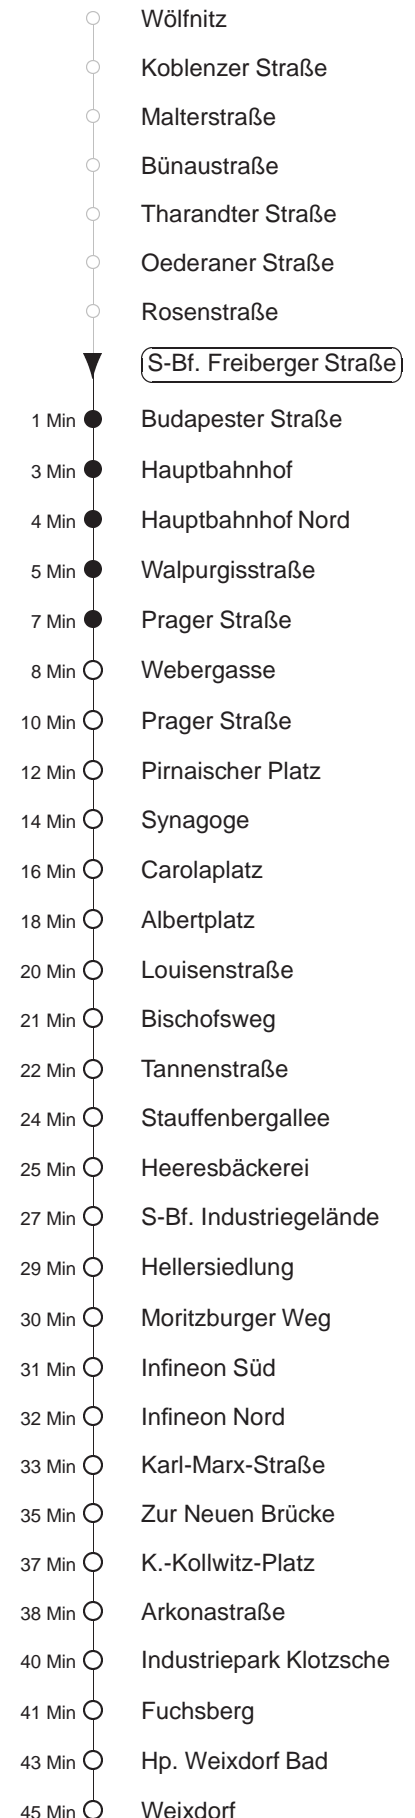 Wölfnitz
Koblenzer Straße
Malterstraße
Bünaustraße
Tharandter Straße
Oederaner Straße
Rosenstraße
S-Bf. Freiberger Straße
1 Min Budapester Straße
3 Min Hauptbahnhof
4 Min Hauptbahnhof Nord
5 Min Walpurgisstraße
7 Min Prager Straße
8 Min Webergasse
10 Min Prager Straße
12 Min Pirnaischer Platz
14 Min Synagoge
16 Min Carolaplatz
18 Min Albertplatz
20 Min Louisenstraße
21 Min Bischofsweg
22 Min Tannenstraße
24 Min Stauffenbergallee
25 Min Heeresbäckerei
27 Min S-Bf. Industriegelände
29 Min Hellersiedlung
30 Min Moritzburger Weg
31 Min Infineon Süd
32 Min Infineon Nord
33 Min Karl-Marx-Straße
35 Min Zur Neuen Brücke
37 Min K.-Kollwitz-Platz
38 Min Arkonastraße
40 Min Industriepark Klotzsche
41 Min Fuchsberg
43 Min Hp. Weixdorf Bad
45 Min Weixdorf